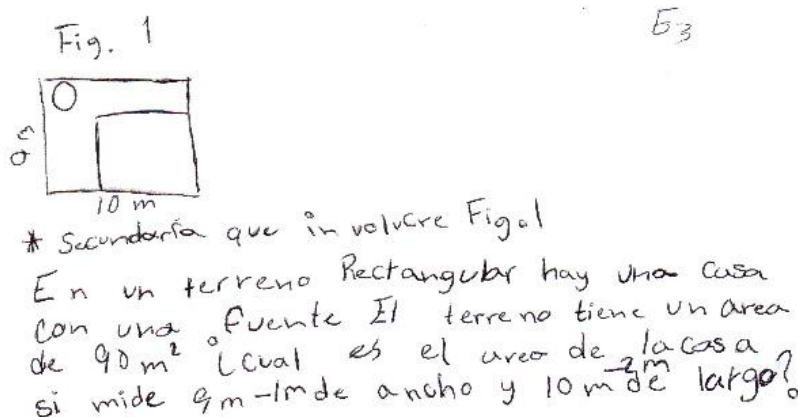 Fig. 1
E3
9 m
10 m
* Secundaria que involucre Fig.1
En un terreno Rectangular hay una casa
con una fuente El terreno tiene un area
de 90 m² ¿Cual es el area de la casa
si mide 9m-1m de ancho y 10m-2m de largo?